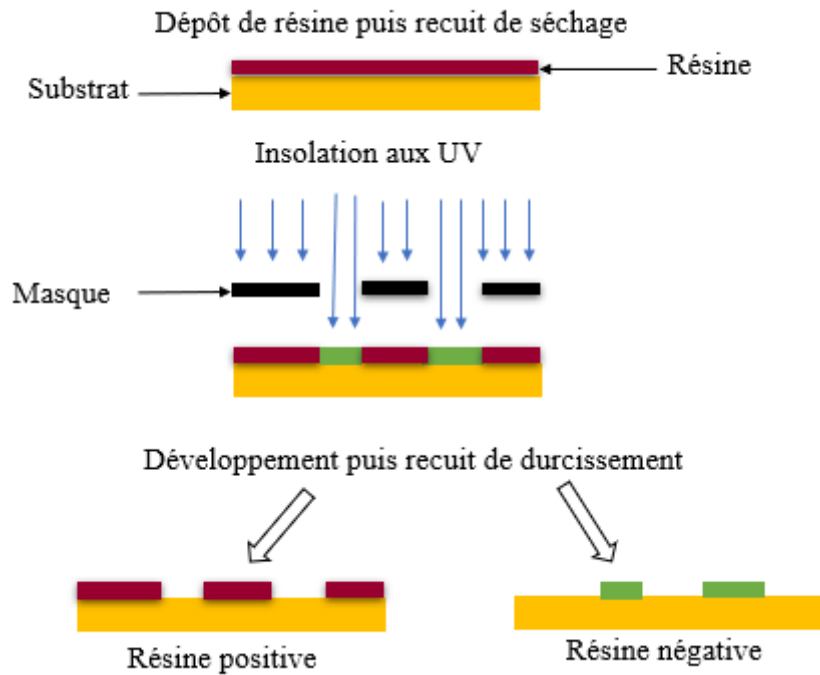 Dépôt de résine puis recuit de séchage
Résine
Substrat
Insolation aux UV
Masque
Développement puis recuit de durcissement
Résine positive
Résine négative